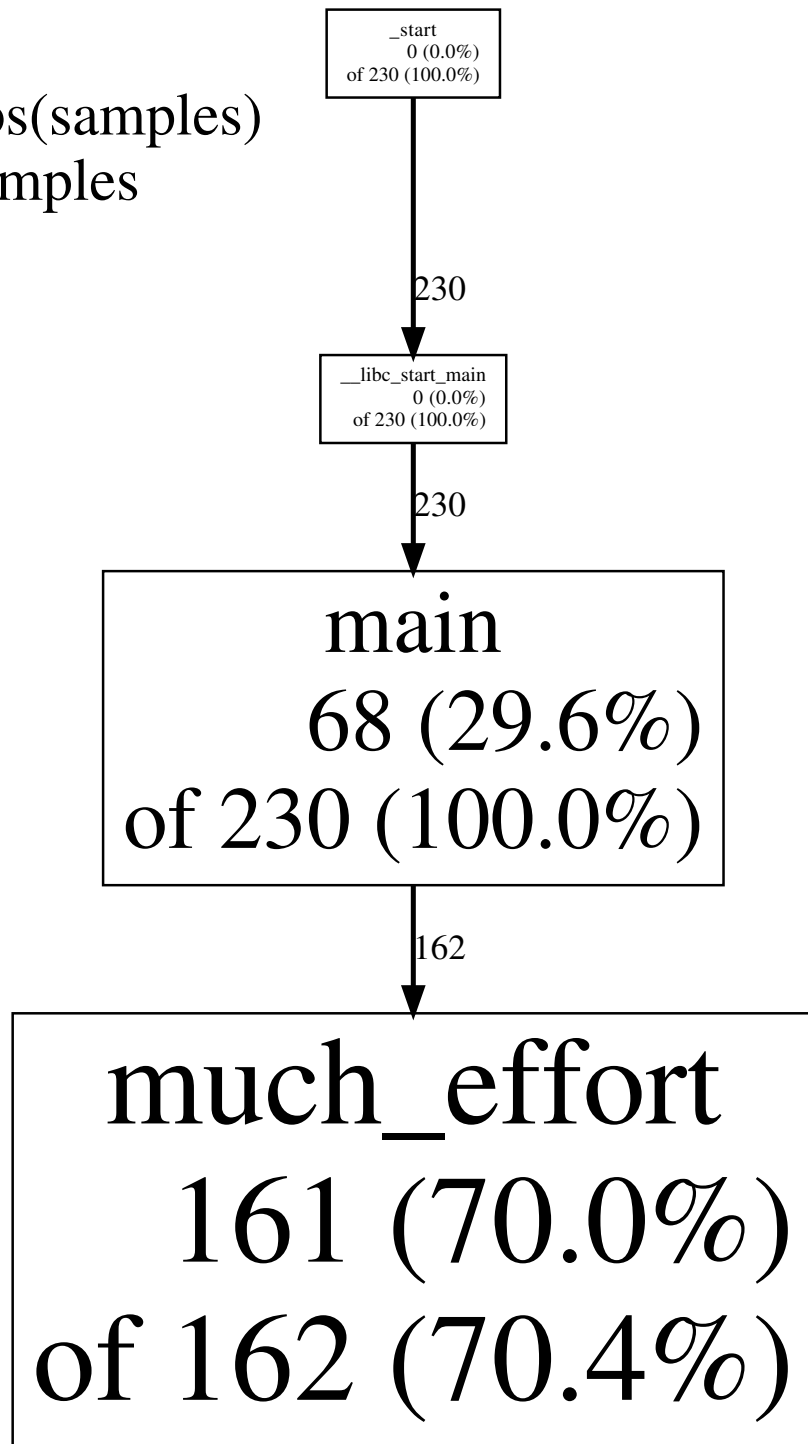 _start
0 (0.0%)
of 230 (100.0%)
(samples)
230
__libc_start_main
0 (0.0%)
of 230 (100.0%)
230
main
68 (29.6%)
of 230 (100.0%)
162
much_effort
161 (70.0%)
of 162 (70.4%)